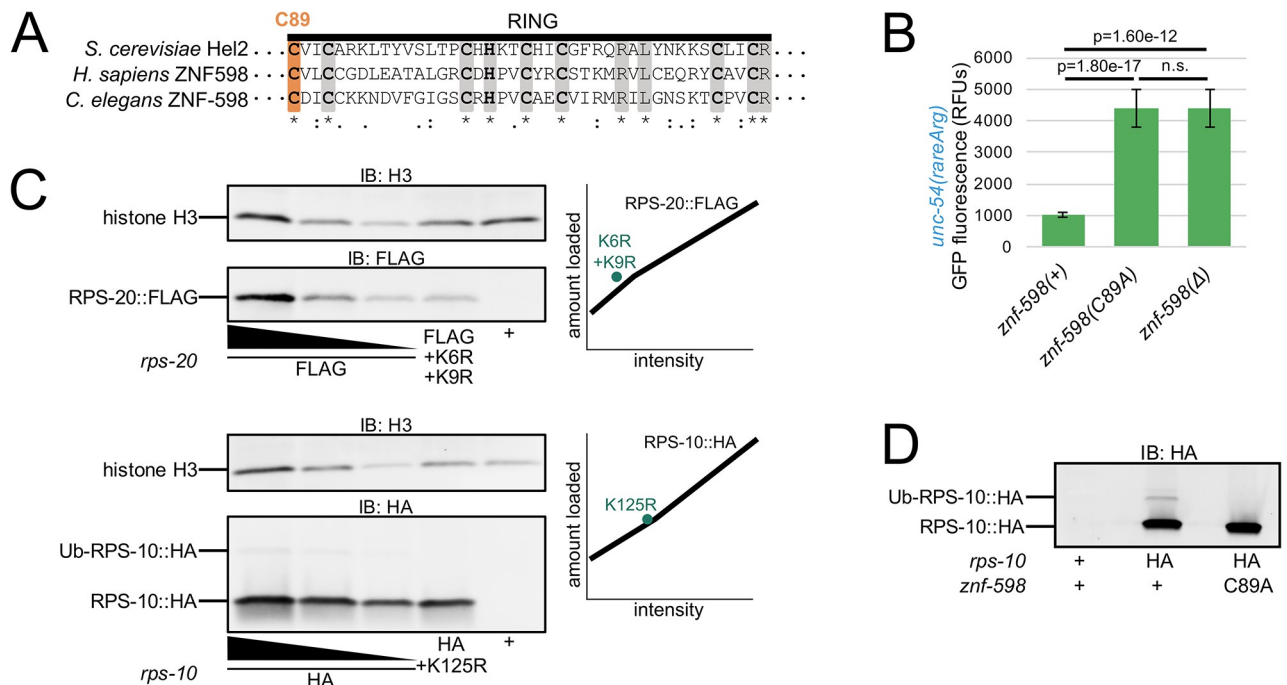 A
C89
RING
S. cerevisiae Hel2 · · · CVICARKLTYVSLTPCHHKTCHICGFRQRALYNKKSCLICR · · ·
H. sapiens ZNF598 · · · CVLCCGDLEATALGRCDHPVCYRCSTKMRVLCEQRYCAVCR · · ·
C. elegans ZNF-598 · · · CDICCKKNDVFGIGSCRHPVCAECVIRMRILGNSKTCPVCR · · ·
* :* . .: * * * * : * * :.: * **
B
unc-54(rareArg)
GFP fluorescence (RFUs)
6000
5000
4000
3000
2000
1000
0
p=1.60e-12
p=1.80e-17
n.s.
znf-598(+)
znf-598(C89A)
znf-598(Δ)
C
IB: H3
histone H3
IB: FLAG
RPS-20::FLAG
rps-20
FLAG
FLAG
+K6R
+K9R
+
amount loaded
RPS-20::FLAG
K6R
+K9R
intensity
IB: H3
histone H3
IB: HA
Ub-RPS-10::HA
RPS-10::HA
rps-10
HA
HA
+K125R
+
amount loaded
RPS-10::HA
K125R
intensity
D
IB: HA
Ub-RPS-10::HA
RPS-10::HA
rps-10 + HA HA
znf-598 + + C89A